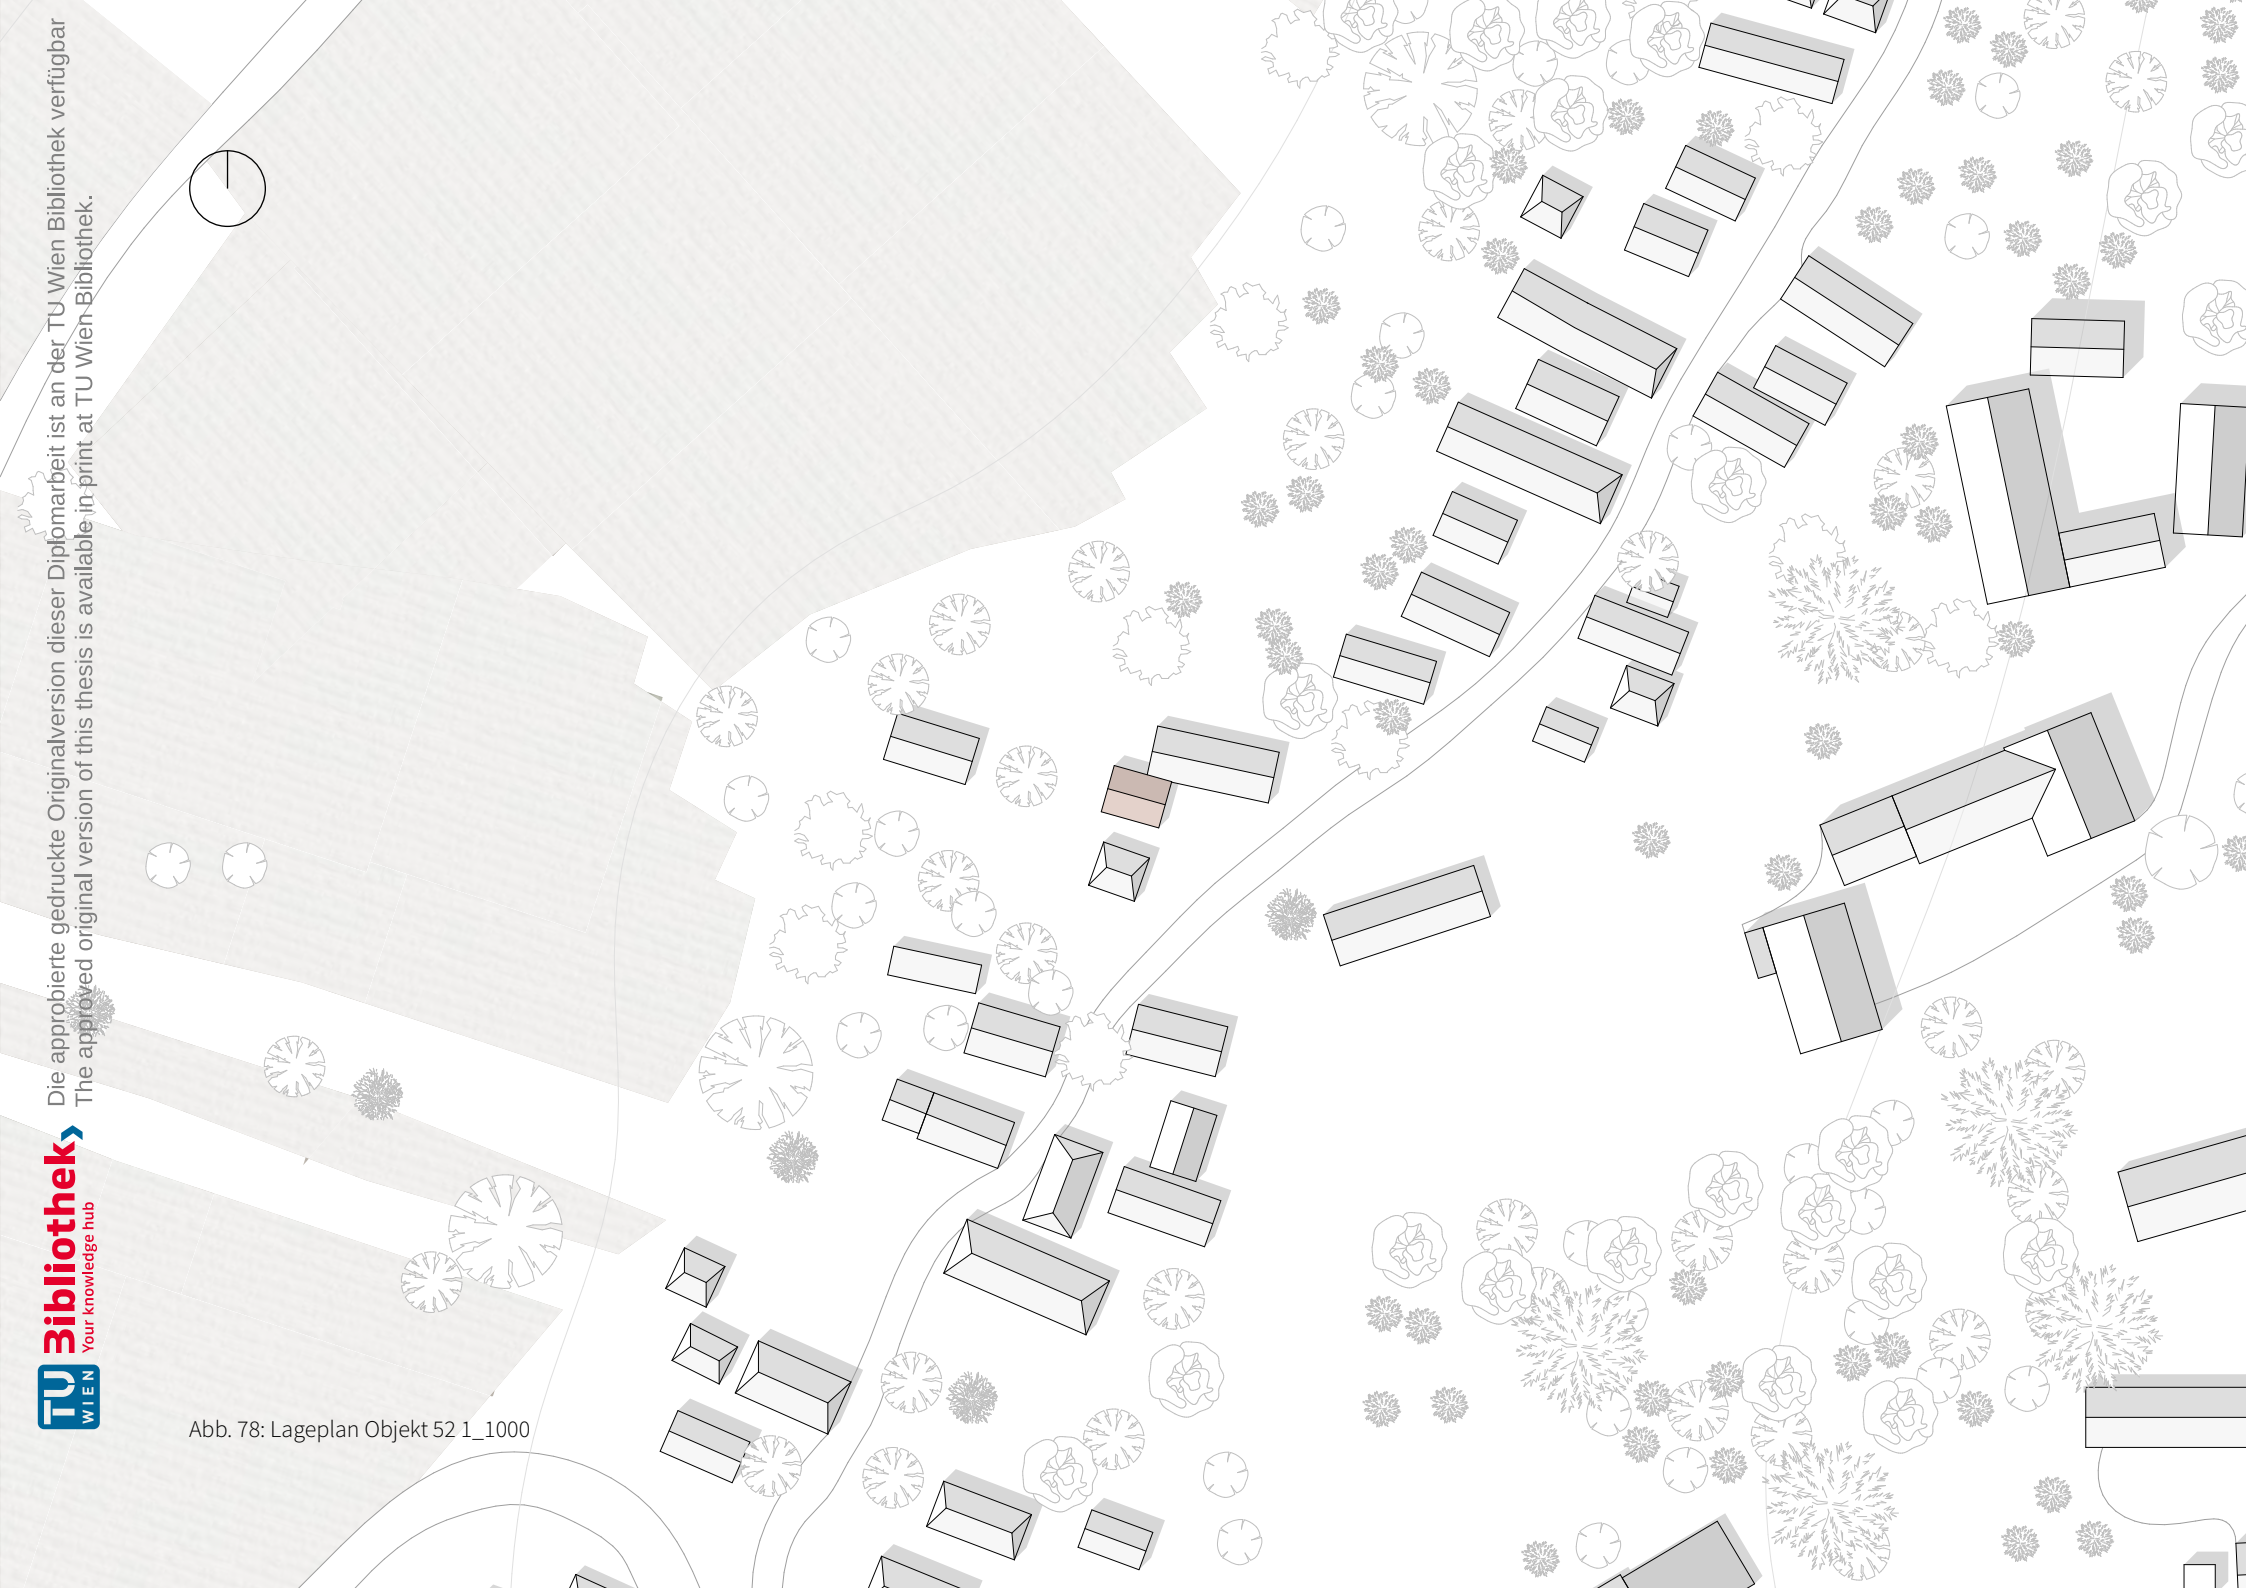 Die approbierte gedruckte Originalversion dieser Diplomarbeit ist an der TU Wien Bibliothek verfügbar
The approved original version of this thesis is available in print at TU Wien Bibliothek.
Bibliothek
Your knowledge hub
TU
WIEN
Abb. 78: Lageplan Objekt 52 1_1000